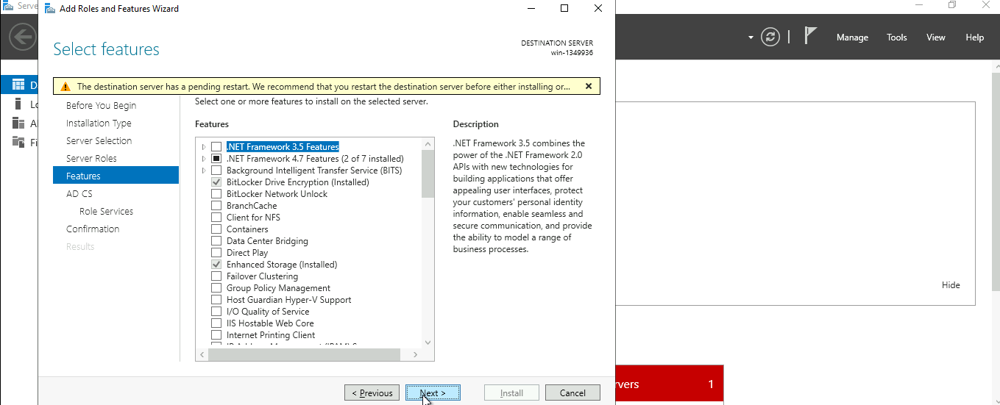 Serve
Add Roles and Features Wizard
Manage
Tools
View
Help
Select features
DESTINATION SERVER
win-1349936
The destination server has a pending restart. We recommend that you restart the destination server before either installing or...
D
Lo
A
Fi
Before You Begin
Installation Type
Server Selection
Server Roles
Features
AD CS
Role Services
Confirmation
Results
Select one or more features to install on the selected server.
Features
.NET Framework 3.5 Features
.NET Framework 4.7 Features (2 of 7 installed)
Background Intelligent Transfer Service (BITS)
BitLocker Drive Encryption (Installed)
BitLocker Network Unlock
BranchCache
Client for NFS
Containers
Data Center Bridging
Direct Play
Enhanced Storage (Installed)
Failover Clustering
Group Policy Management
Host Guardian Hyper-V Support
I/O Quality of Service
IIS Hostable Web Core
Internet Printing Client
Description
.NET Framework 3.5 combines the
power of the .NET Framework 2.0
APIs with new technologies for
building applications that offer
appealing user interfaces, protect
your customers' personal identity
information, enable seamless and
secure communication, and provide
the ability to model a range of
business processes.
Hide
rvers 1
< Previous
Next >
Install
Cancel